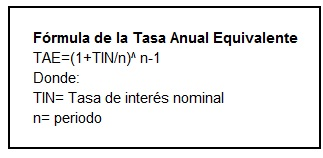 Fórmula de la Tasa Anual Equivalente
TAE=(1+TIN/n)^ n-1
Donde:
TIN= Tasa de interés nominal
n= periodo